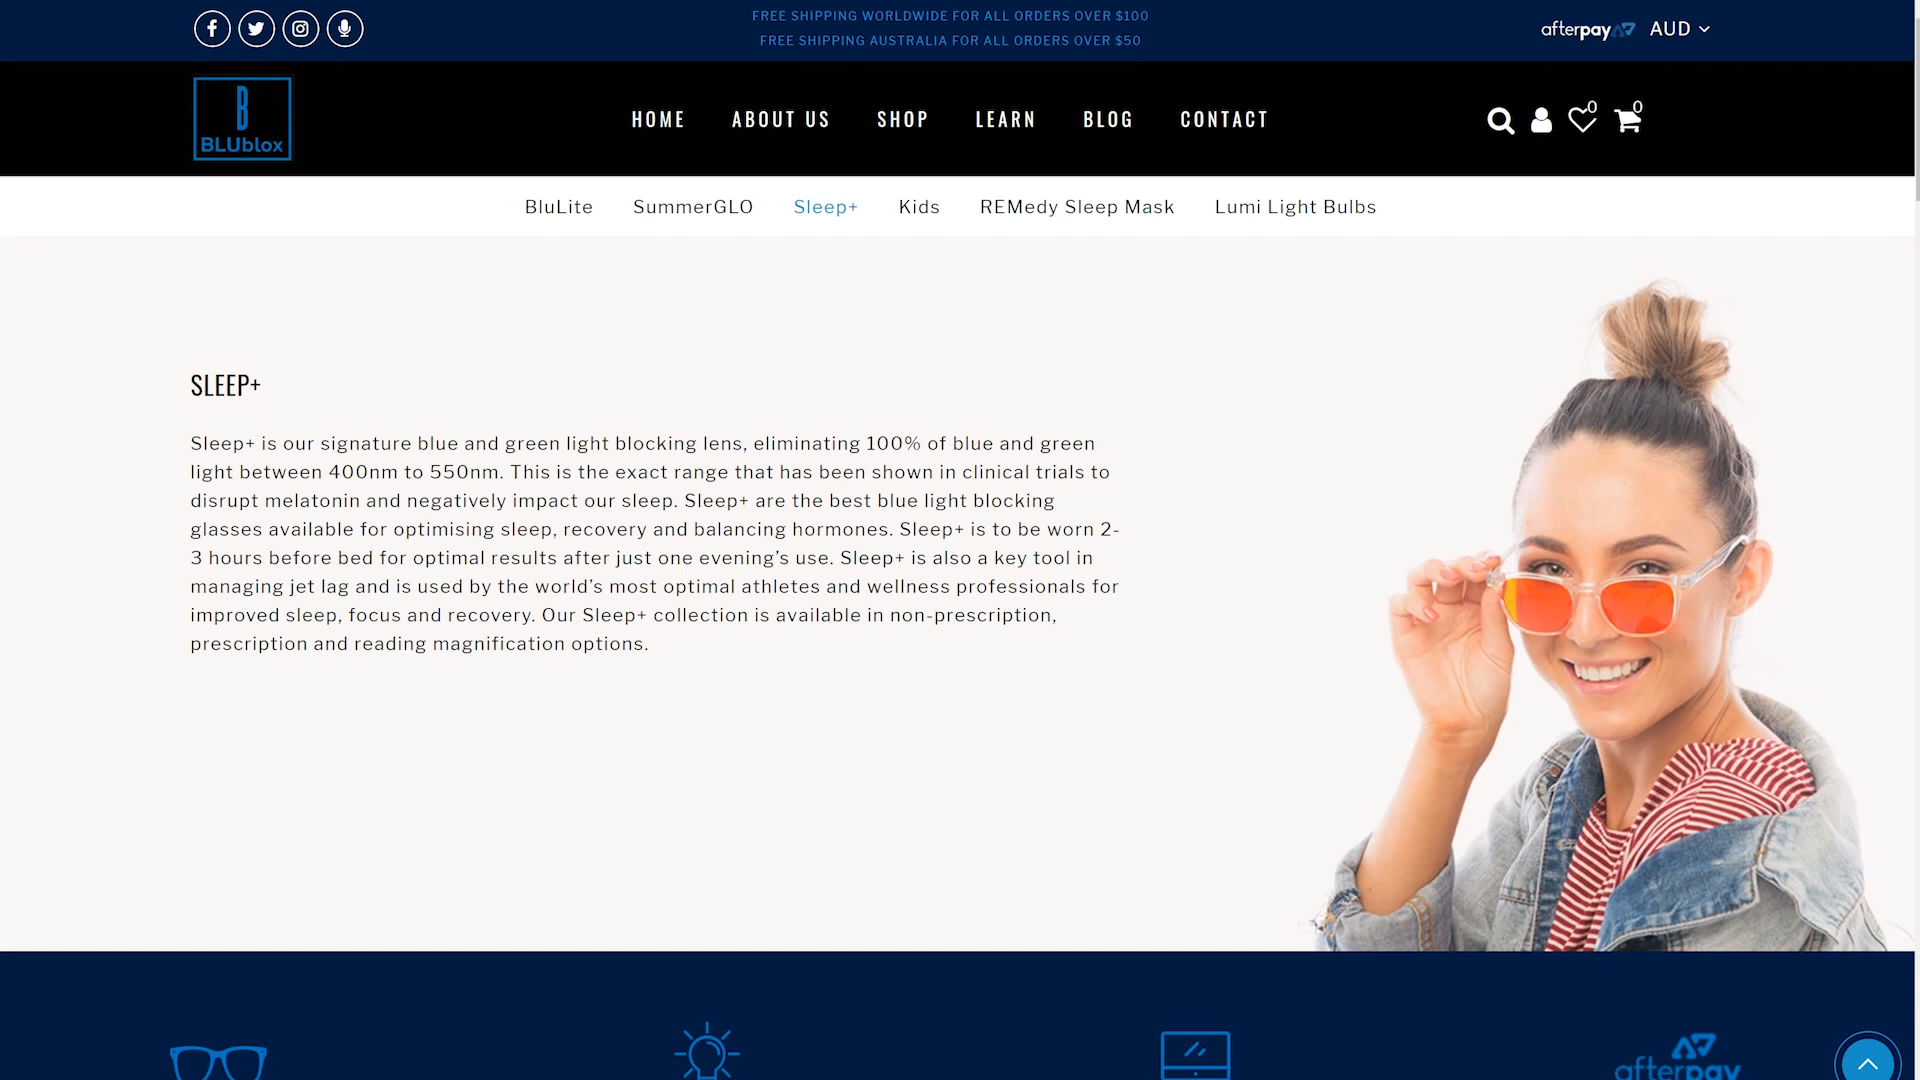 FREE SHIPPING WORLDWIDE FOR ALL ORDERS OVER $100
FREE SHIPPING AUSTRALIA FOR ALL ORDERS OVER $50
afterpay
AUD
B
BLUblox
HOME ABOUT US SHOP LEARN BLOG CONTACT
0
0
BluLite SummerGLO Sleep+ Kids REMedy Sleep Mask Lumi Light Bulbs
SLEEP+
Sleep+ is our signature blue and green light blocking lens, eliminating 100% of blue and green
light between 400nm to 550nm. This is the exact range that has been shown in clinical trials to
disrupt melatonin and negatively impact our sleep. Sleep+ are the best blue light blocking
glasses available for optimising sleep, recovery and balancing hormones. Sleep+ is to be worn 2-
3 hours before bed for optimal results after just one evening’s use. Sleep+ is also a key tool in
managing jet lag and is used by the world’s most optimal athletes and wellness professionals for
improved sleep, focus and recovery. Our Sleep+ collection is available in non-prescription,
prescription and reading magnification options.
afterpay